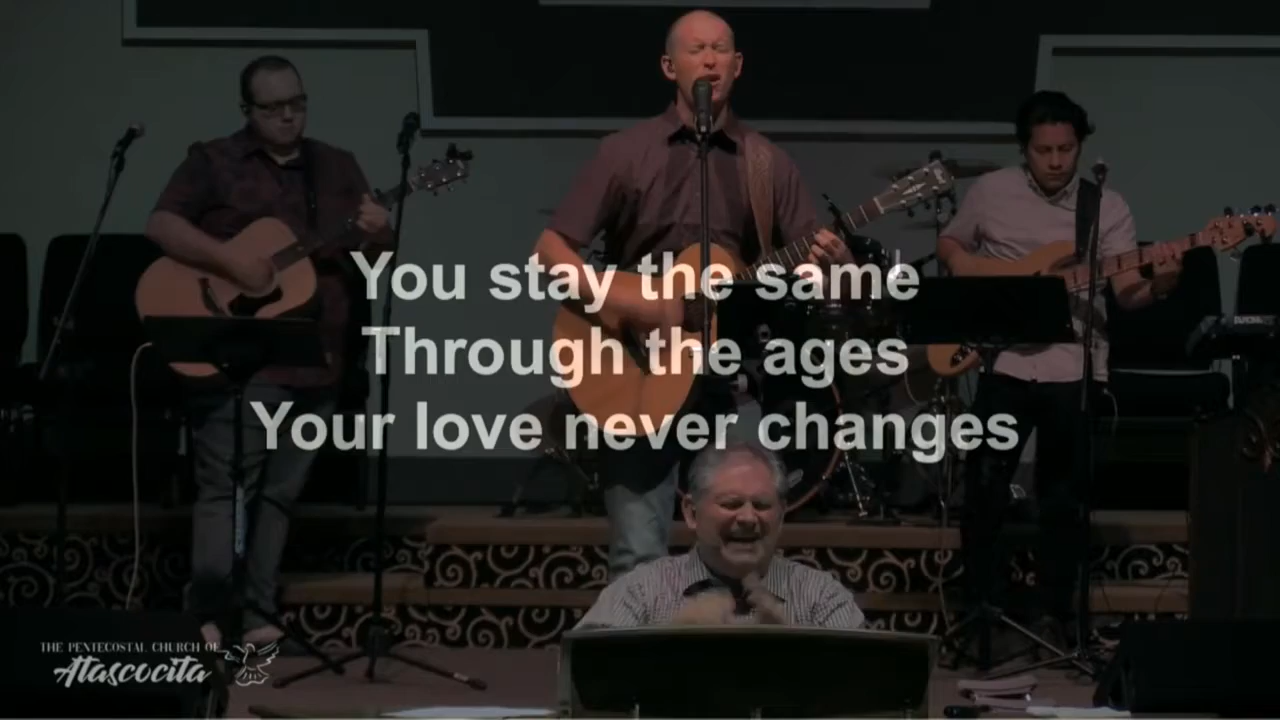 You stay the same
Through the ages
Your love never changes
THE PENTECOSTAL CHURCH OF
Atascocita